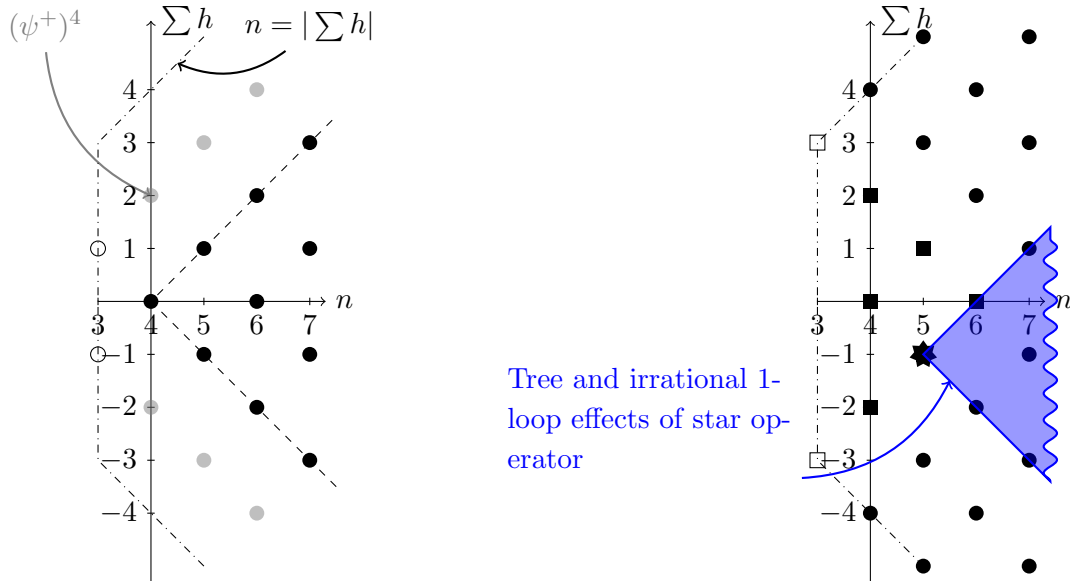 (ψ⁺)⁴
∑ h
n = |∑ h|
4
3
2
1
n
3
4
5
6
7
−1
−2
−3
−4
∑ h
4
3
2
1
n
3
4
5
6
7
−1
−2
−3
−4
Tree and irrational 1-
loop effects of star op-
erator